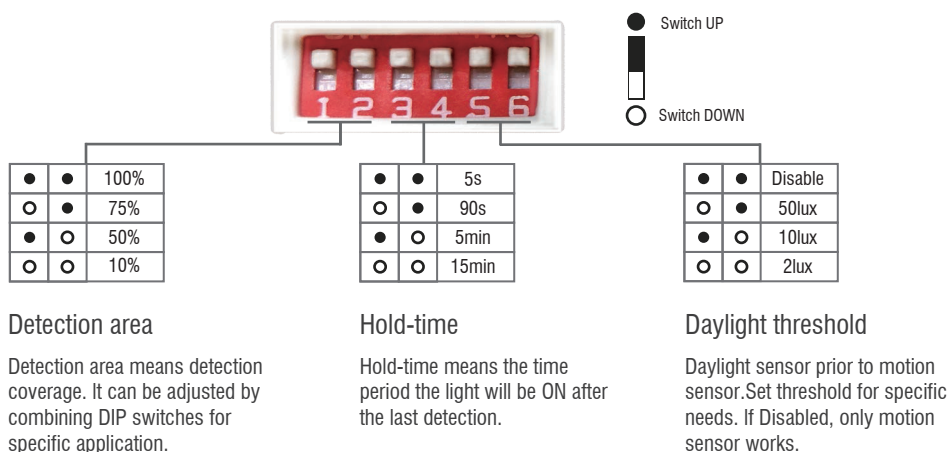 Switch UP
1 2 3 4 5 6
Switch DOWN
100%
75%
50%
10%
5s
90s
5min
15min
Disable
50lux
10lux
2lux
Detection area
Detection area means detection
coverage. It can be adjusted by
combining DIP switches for
specific application.
Hold-time
Hold-time means the time
period the light will be ON after
the last detection.
Daylight threshold
Daylight sensor prior to motion
sensor.Set threshold for specific
needs. If Disabled, only motion
sensor works.